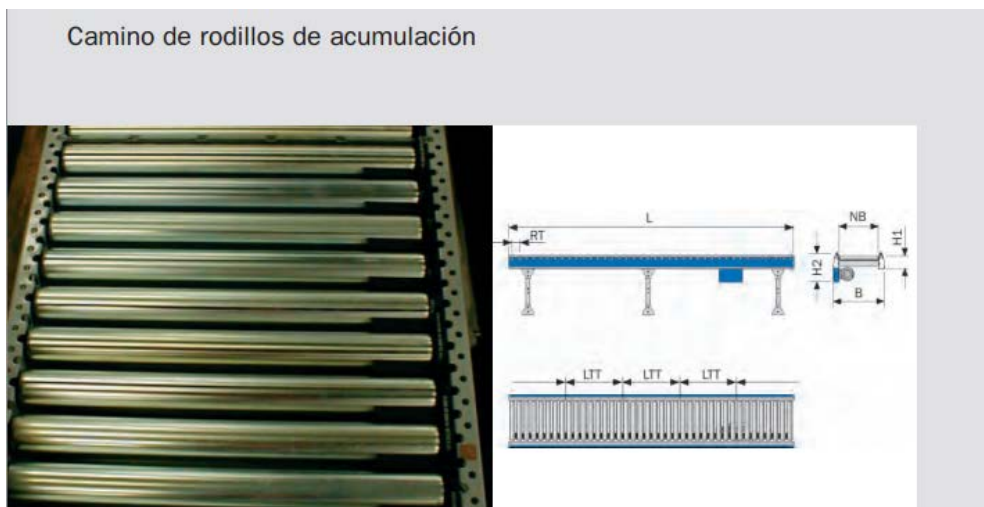 Camino de rodillos de acumulación
L
RT
NB
H1
H2
B
LTT LTT LTT